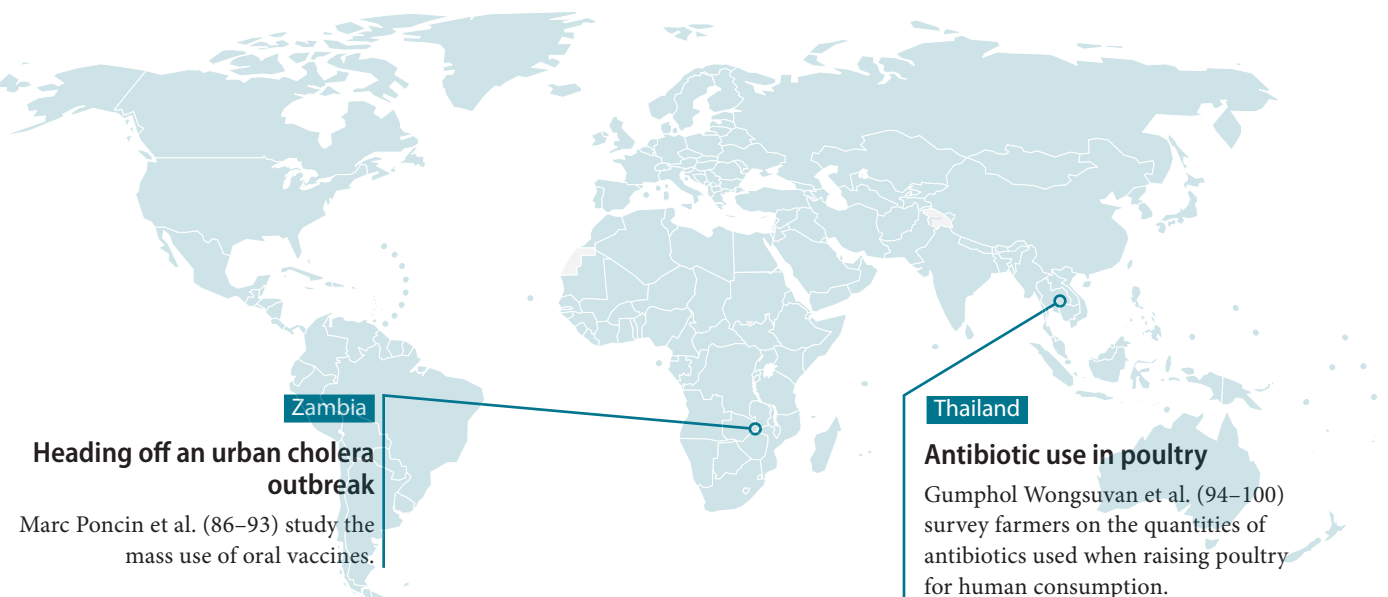 Zambia
Heading off an urban cholera
outbreak
Marc Poncin et al. (86–93) study the
mass use of oral vaccines.
Thailand
Antibiotic use in poultry
Gumphol Wongsuvan et al. (94–100)
survey farmers on the quantities of
antibiotics used when raising poultry
for human consumption.